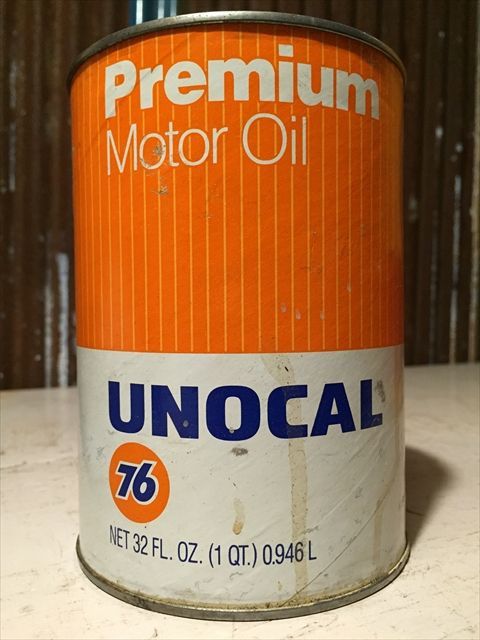 Premium
Motor Oil
UNOCAL
76
NET 32 FL. OZ. (1 QT.) 0.946 L